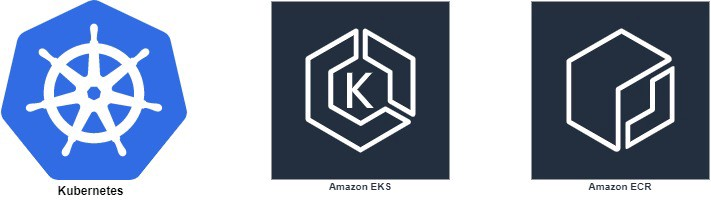 K
Kubernetes
Amazon EKS
Amazon ECR